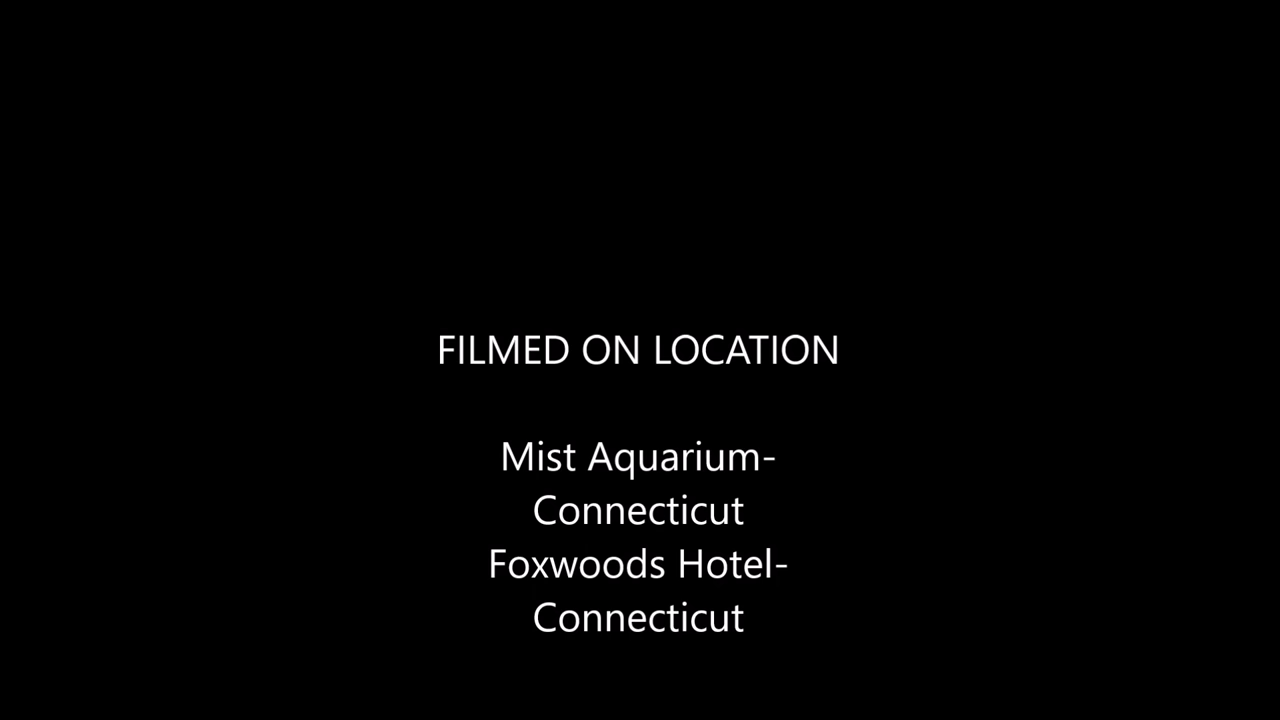 FILMED ON LOCATION
Mist Aquarium-
Connecticut
Foxwoods Hotel-
Connecticut